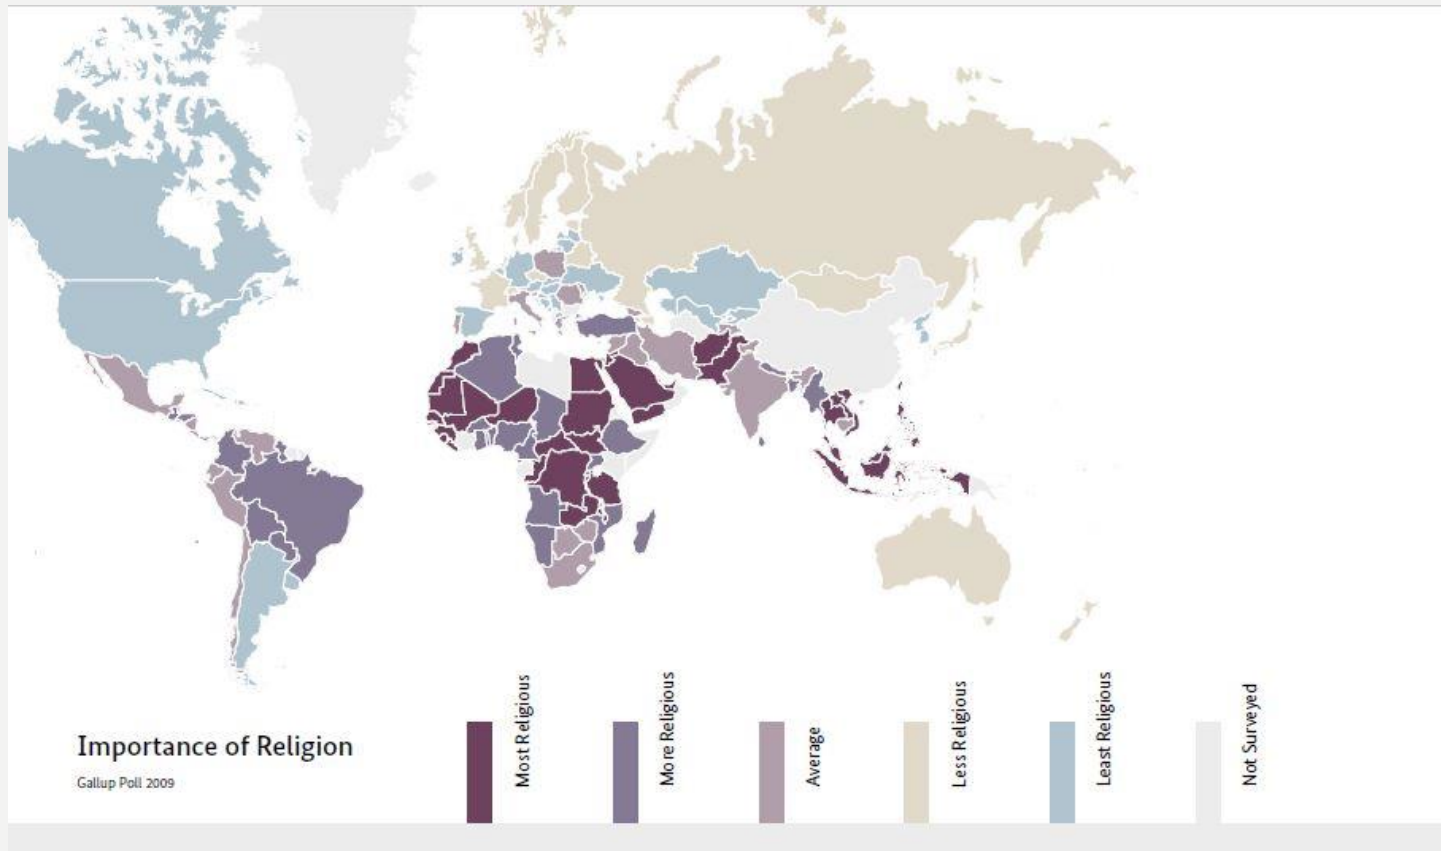 Importance of Religion
Gallup Poll 2009
Most Religious
More Religious
Average
Less Religious
Least Religious
Not Surveyed